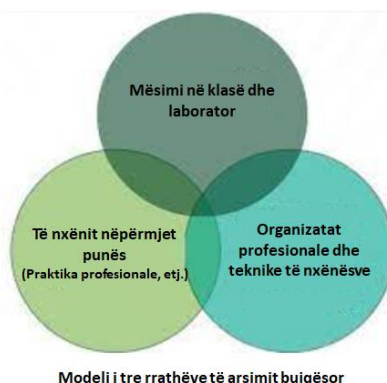 Mësimi në klasë dhe
laborator
Të nxënit nëpërmjet
punës
(Praktika profesionale, etj.)
Organizatat
profesionale dhe
teknike të nxënësve
Modeli i tre rrathëve të arsimit bujqësor